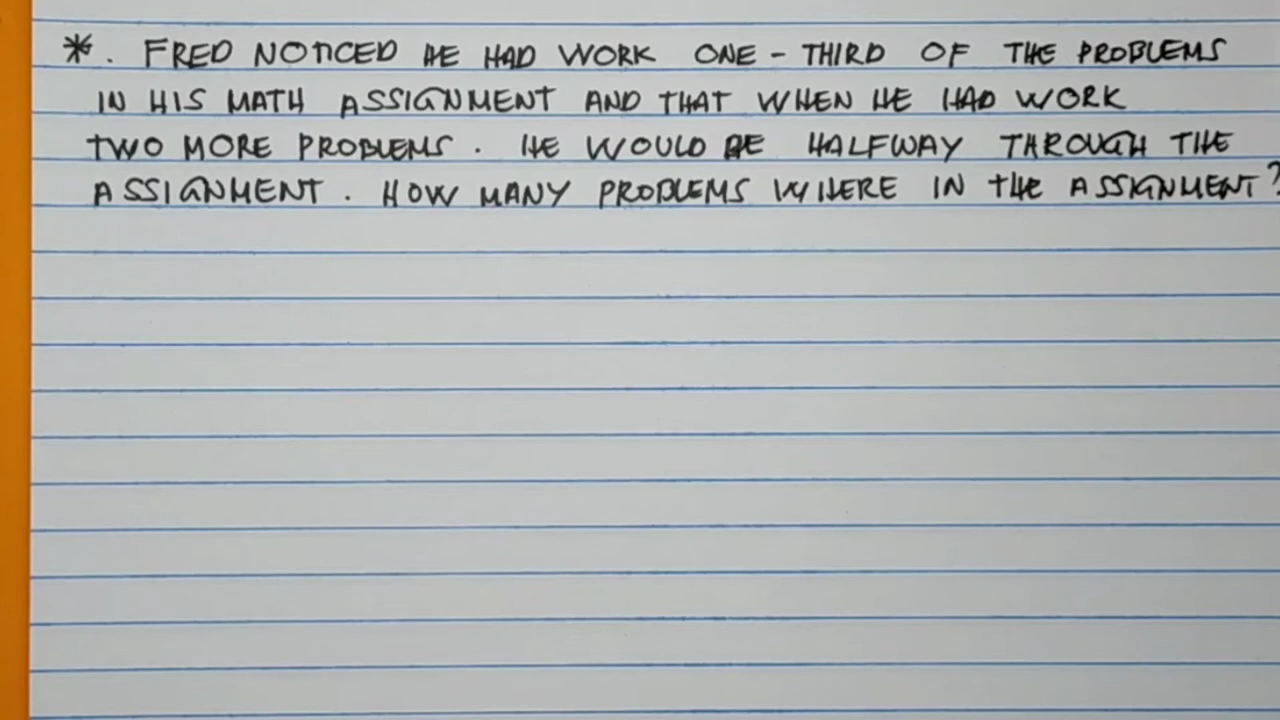 *. FRED NOTICED HE HAD WORK ONE - THIRD OF THE PROBLEMS
IN HIS MATH ASSIGNMENT AND THAT WHEN HE HAD WORK
TWO MORE PROBLEMS. HE WOULD BE HALFWAY THROUGH THE
ASSIGNMENT. HOW MANY PROBLEMS WHERE IN THE ASSIGNMENT?